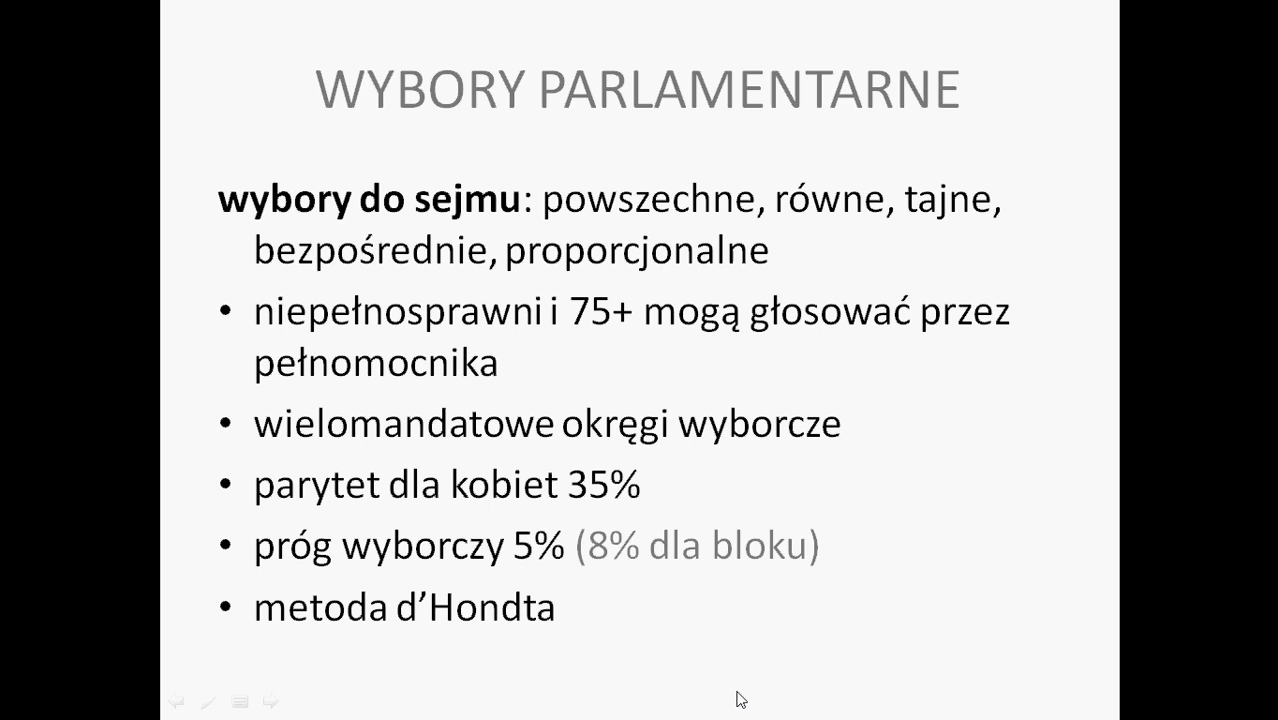 WYBORY PARLAMENTARNE
wybory do sejmu: powszechne, równe, tajne,
bezpośrednie, proporcjonalne
• niepełnosprawni i 75+ mogą głosować przez
pełnomocnika
• wielomandatowe okręgi wyborcze
• parytet dla kobiet 35%
• próg wyborczy 5% (8% dla bloku)
• metoda d’Hondta